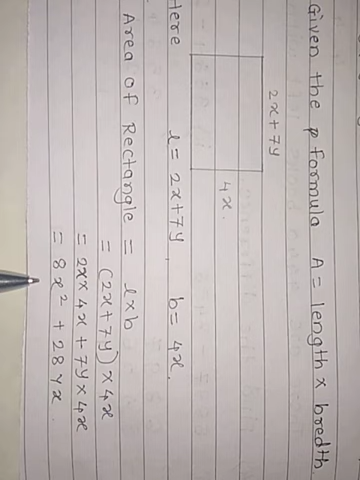 Given the p formula A = length × bredth.
2x+7y
4x.
Here l = 2x+7y, b = 4x.
Area of Rectangle = l×b
= (2x+7y)×4x
= 2x×4x+7y×4x
= 8x² + 28yx